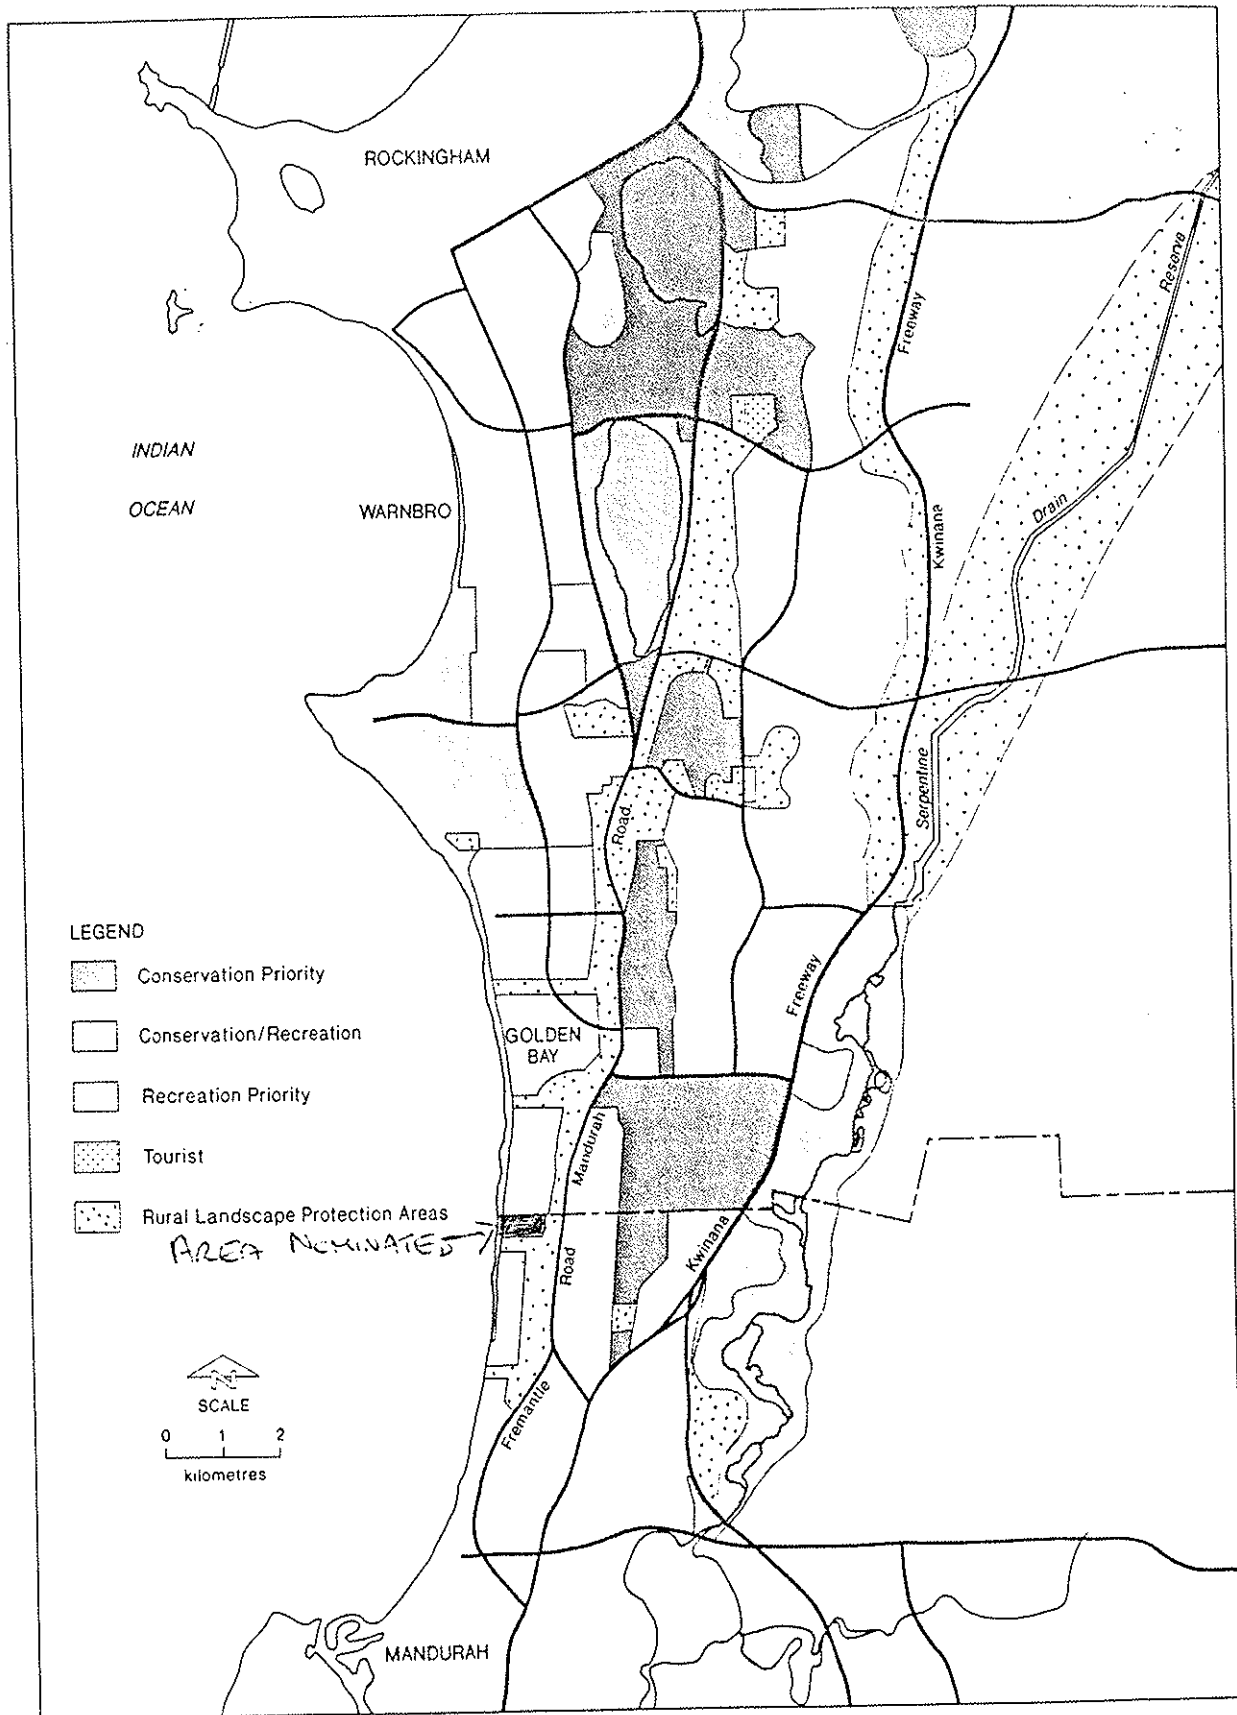 ROCKINGHAM
Reserve
Freeway
INDIAN
OCEAN
WARNBRO
Drain
Kwinana
Serpentine
Road
LEGEND
Conservation Priority
Conservation/Recreation
Recreation Priority
Tourist
Rural Landscape Protection Areas
AREA NOMINATED
Freeway
GOLDEN
BAY
Mandurah
Road
Kwinana
N
SCALE
0 1 2
kilometres
Fremantle
MANDURAH